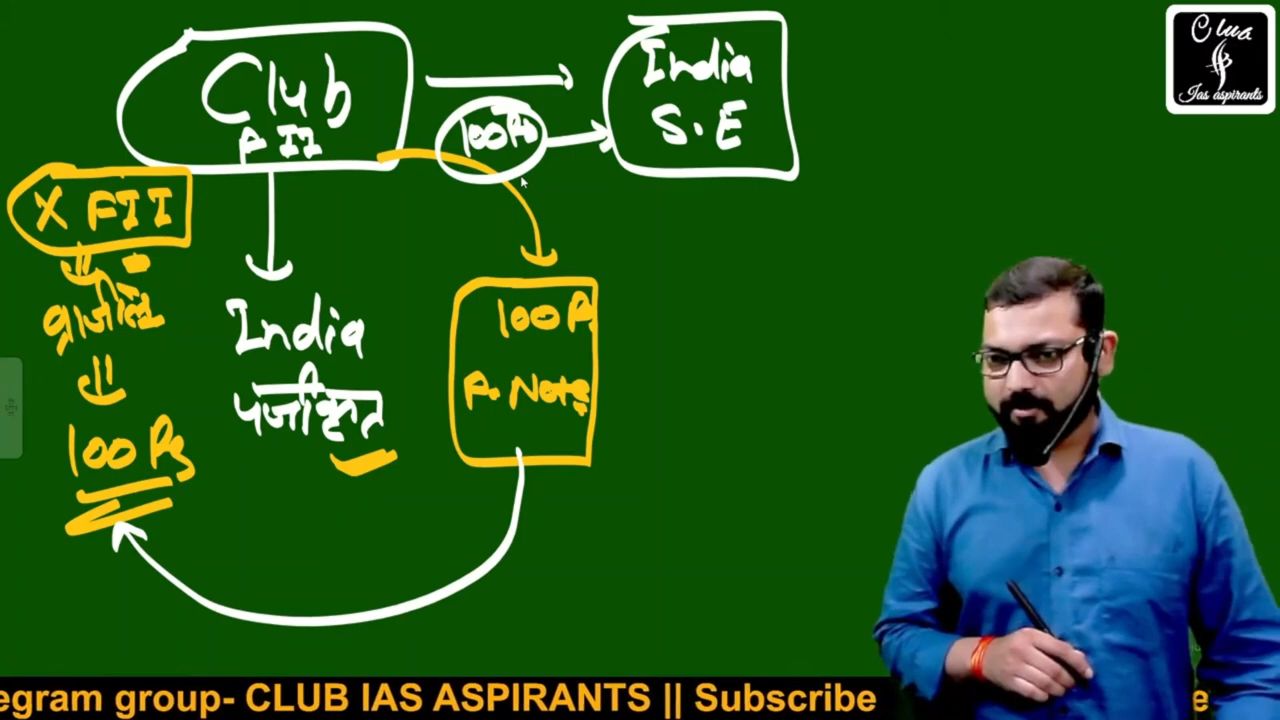 Club
FII
100 Rs
India
S.E
X FII
ब्राजील
100 Rs
India
पंजीकृत
100 R
P. Note
Club
Ias aspirants
egram group- CLUB IAS ASPIRANTS || Subscribe
e